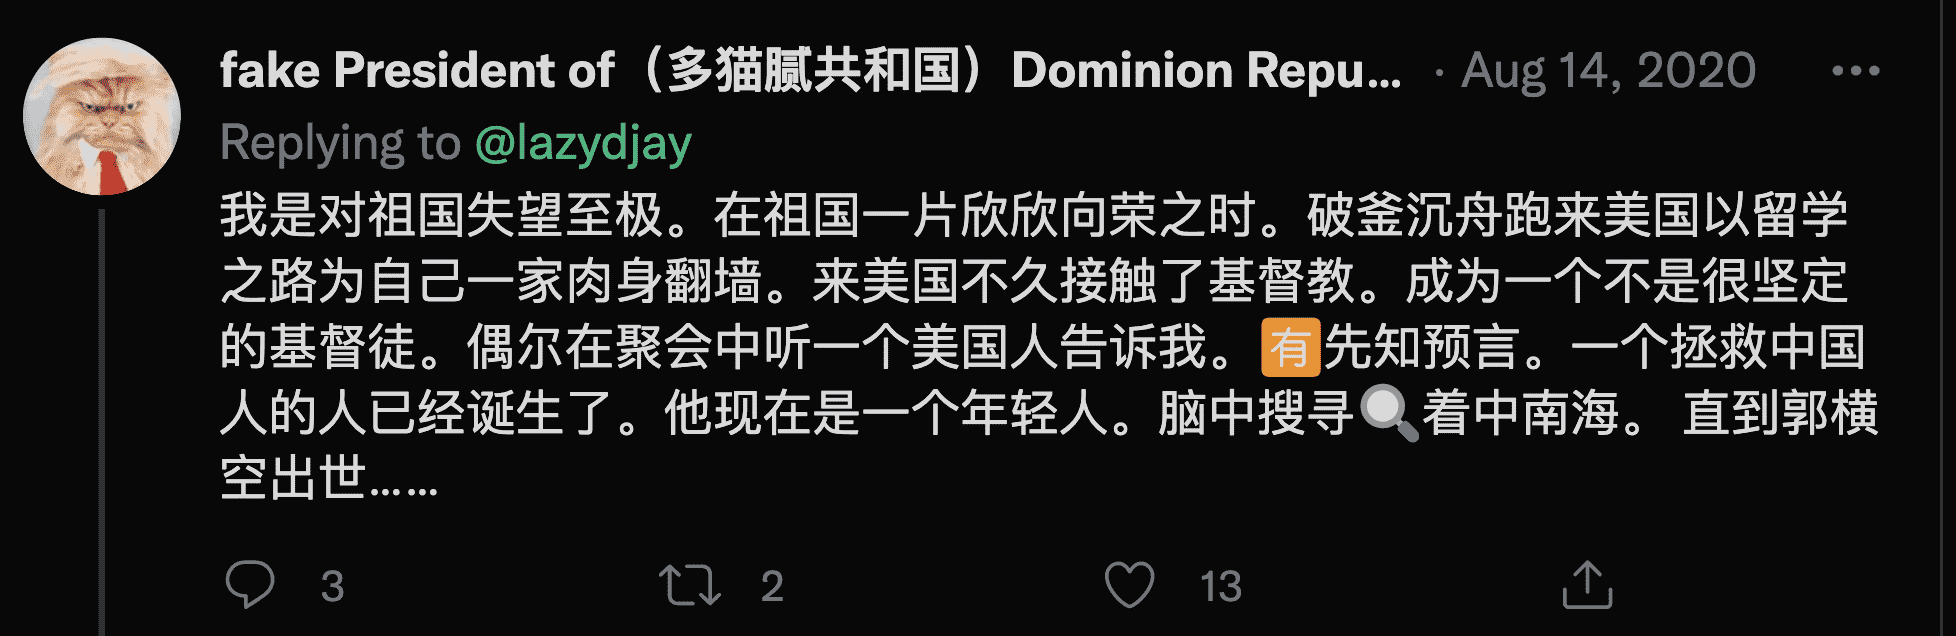 fake President of（多猫腻共和国）Dominion Repu... · Aug 14, 2020
Replying to @lazydjay
我是对祖国失望至极。在祖国一片欣欣向荣之时。破釜沉舟跑来美国以留学
之路为自己一家肉身翻墙。来美国不久接触了基督教。成为一个不是很坚定
的基督徒。偶尔在聚会中听一个美国人告诉我。🈶先知预言。一个拯救中国
人的人已经诞生了。他现在是一个年轻人。脑中搜寻🔍着中南海。 直到郭横
空出世……
3 2 13